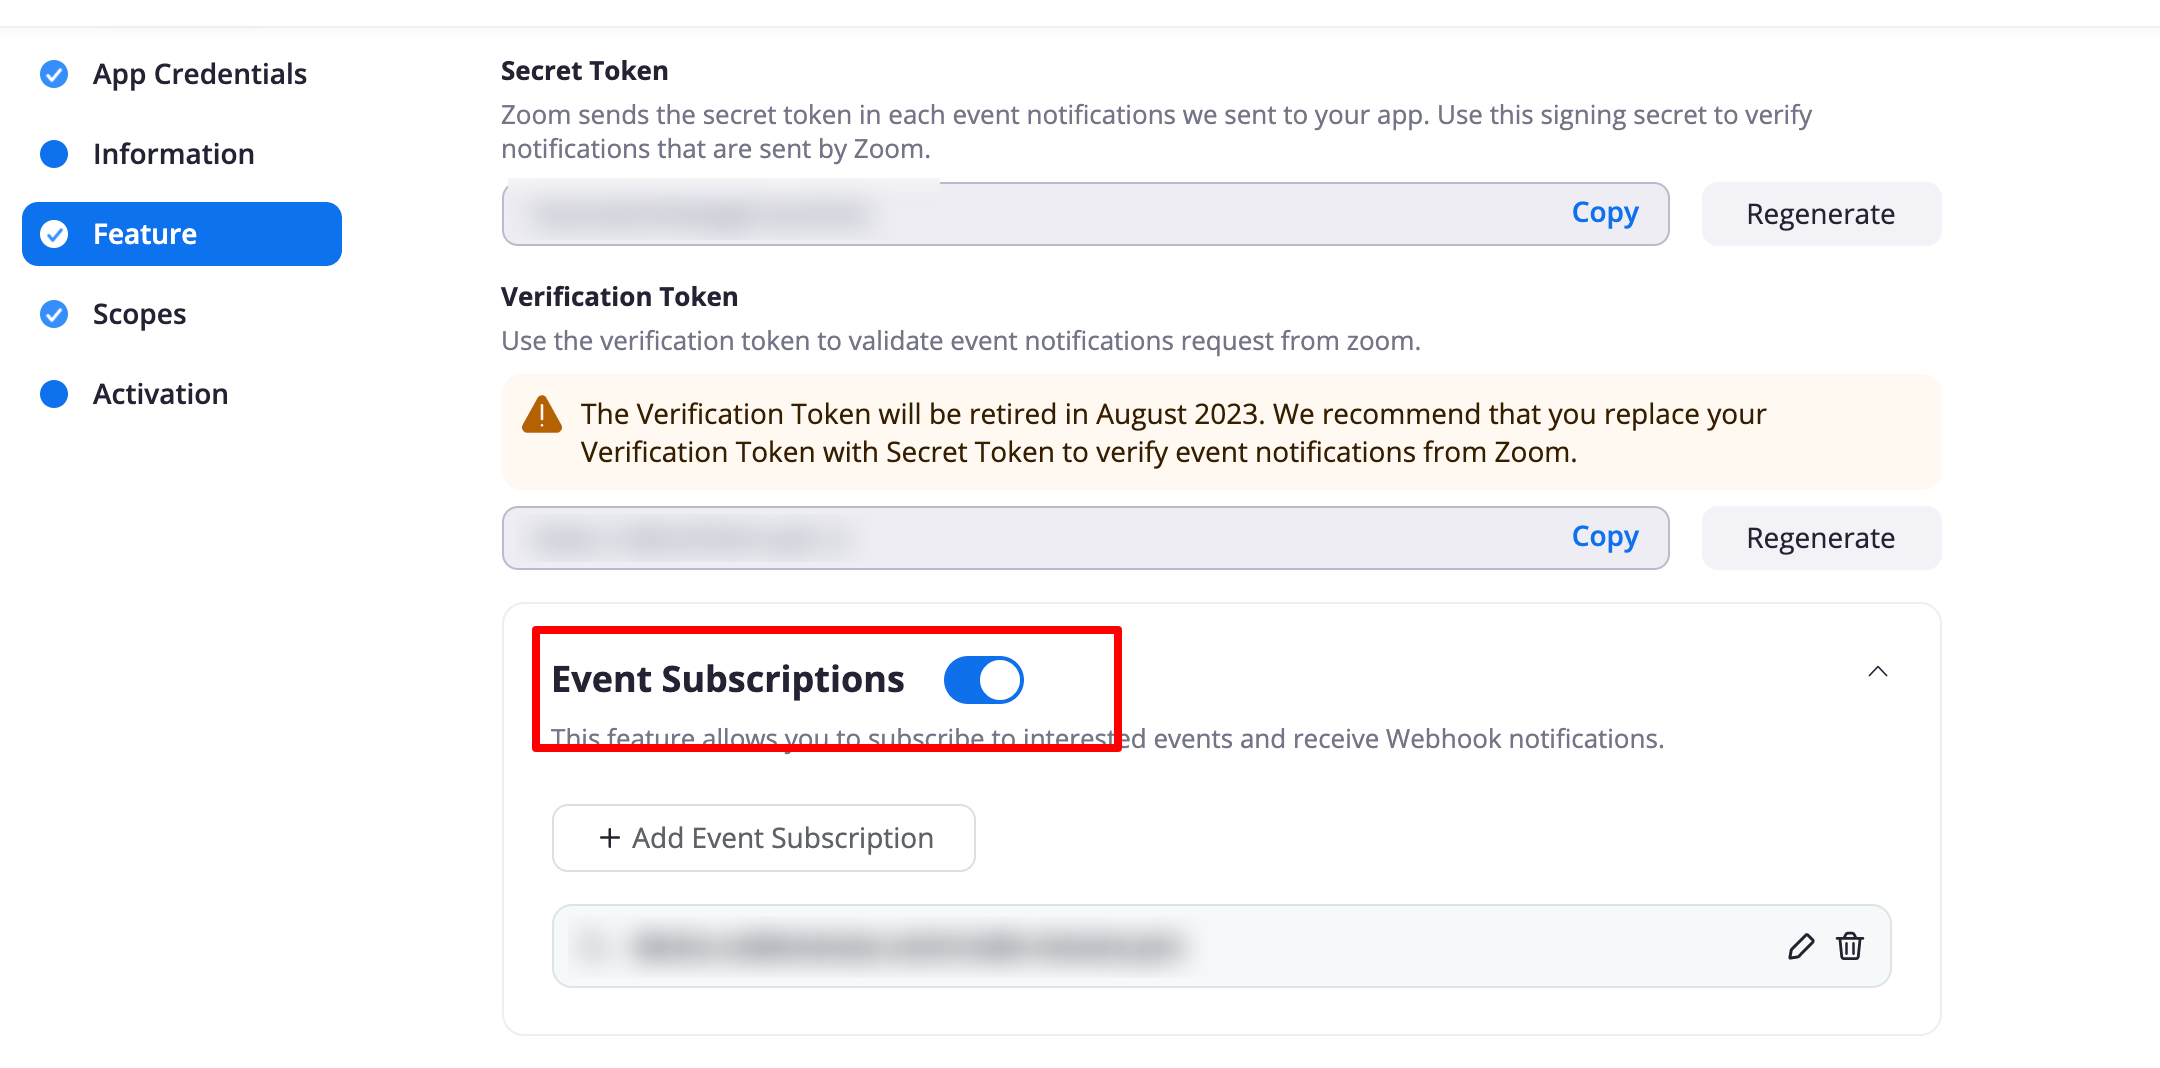 App Credentials
Information
Feature
Scopes
Activation
Secret Token
Zoom sends the secret token in each event notifications we sent to your app. Use this signing secret to verify
notifications that are sent by Zoom.
Copy
Regenerate
Verification Token
Use the verification token to validate event notifications request from zoom.
The Verification Token will be retired in August 2023. We recommend that you replace your
Verification Token with Secret Token to verify event notifications from Zoom.
Copy
Regenerate
Event Subscriptions
This feature allows you to subscribe to interested events and receive Webhook notifications.
+ Add Event Subscription